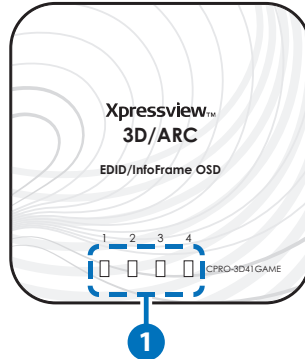 Xpressview™
3D/ARC
EDID/InfoFrame OSD
1 2 3 4
CPRO-3D41GAME
1